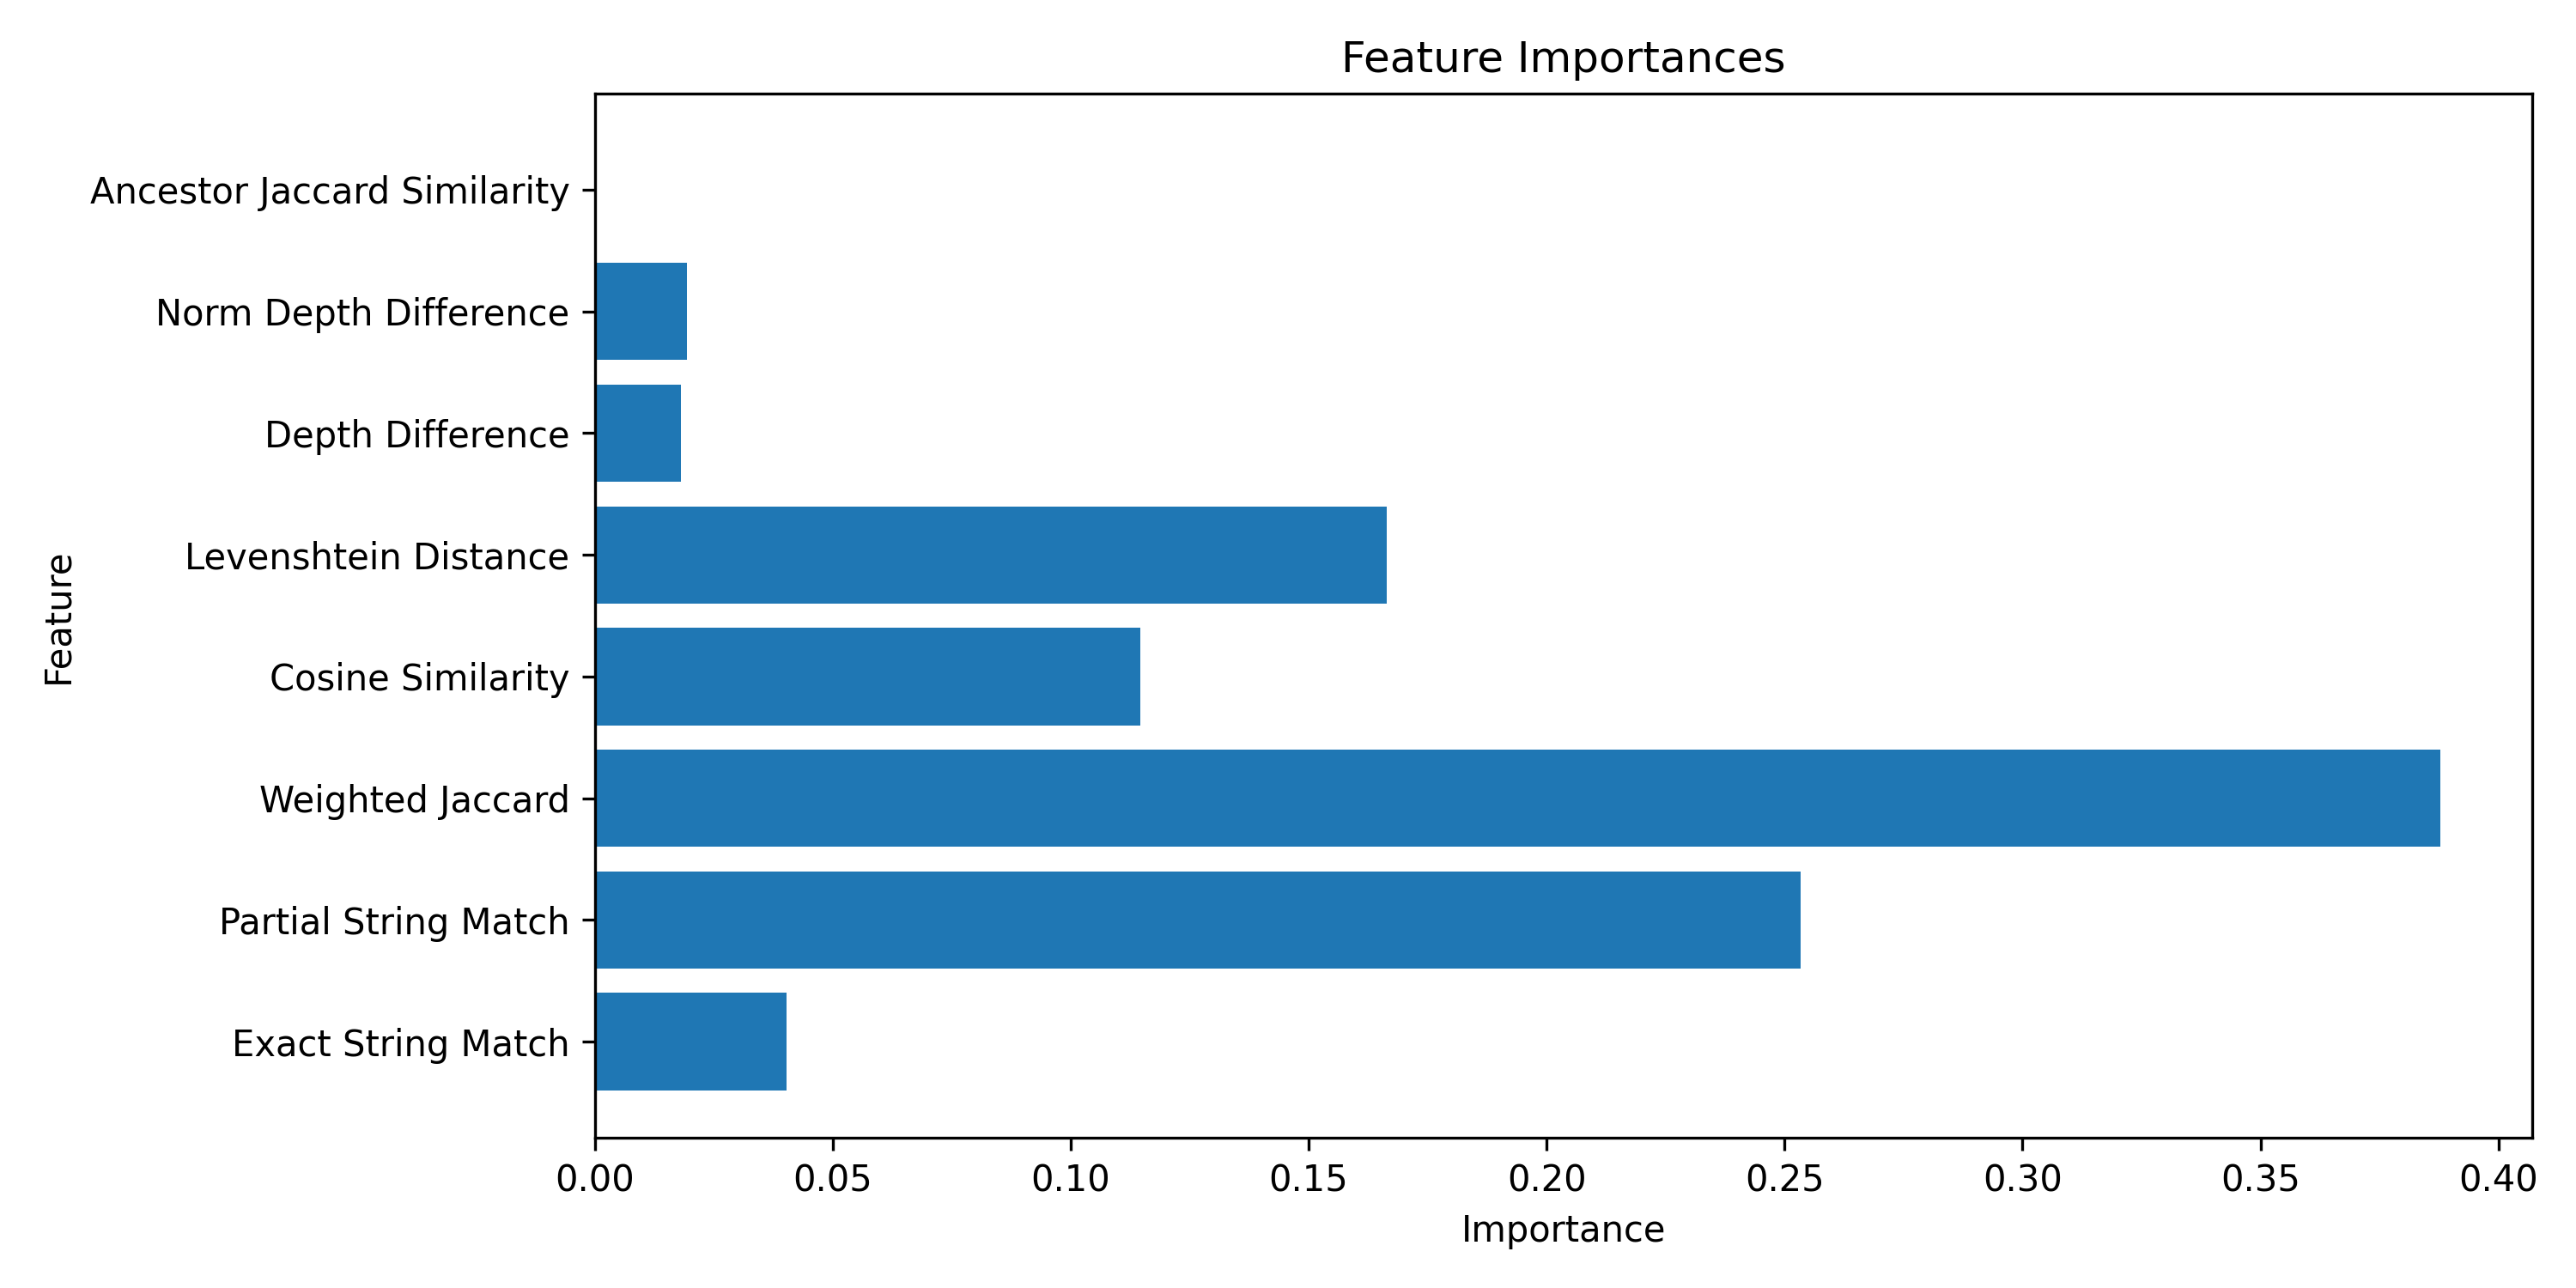 Feature Importances
Ancestor Jaccard Similarity
Norm Depth Difference
Depth Difference
Levenshtein Distance
Cosine Similarity
Weighted Jaccard
Partial String Match
Exact String Match
Feature
0.00 0.05 0.10 0.15 0.20 0.25 0.30 0.35 0.40
Importance